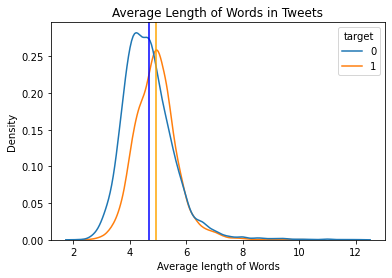 Average Length of Words in Tweets
target
0
1
0.25
0.20
0.15
0.10
0.05
0.00
Density
2 4 6 8 10 12
Average length of Words